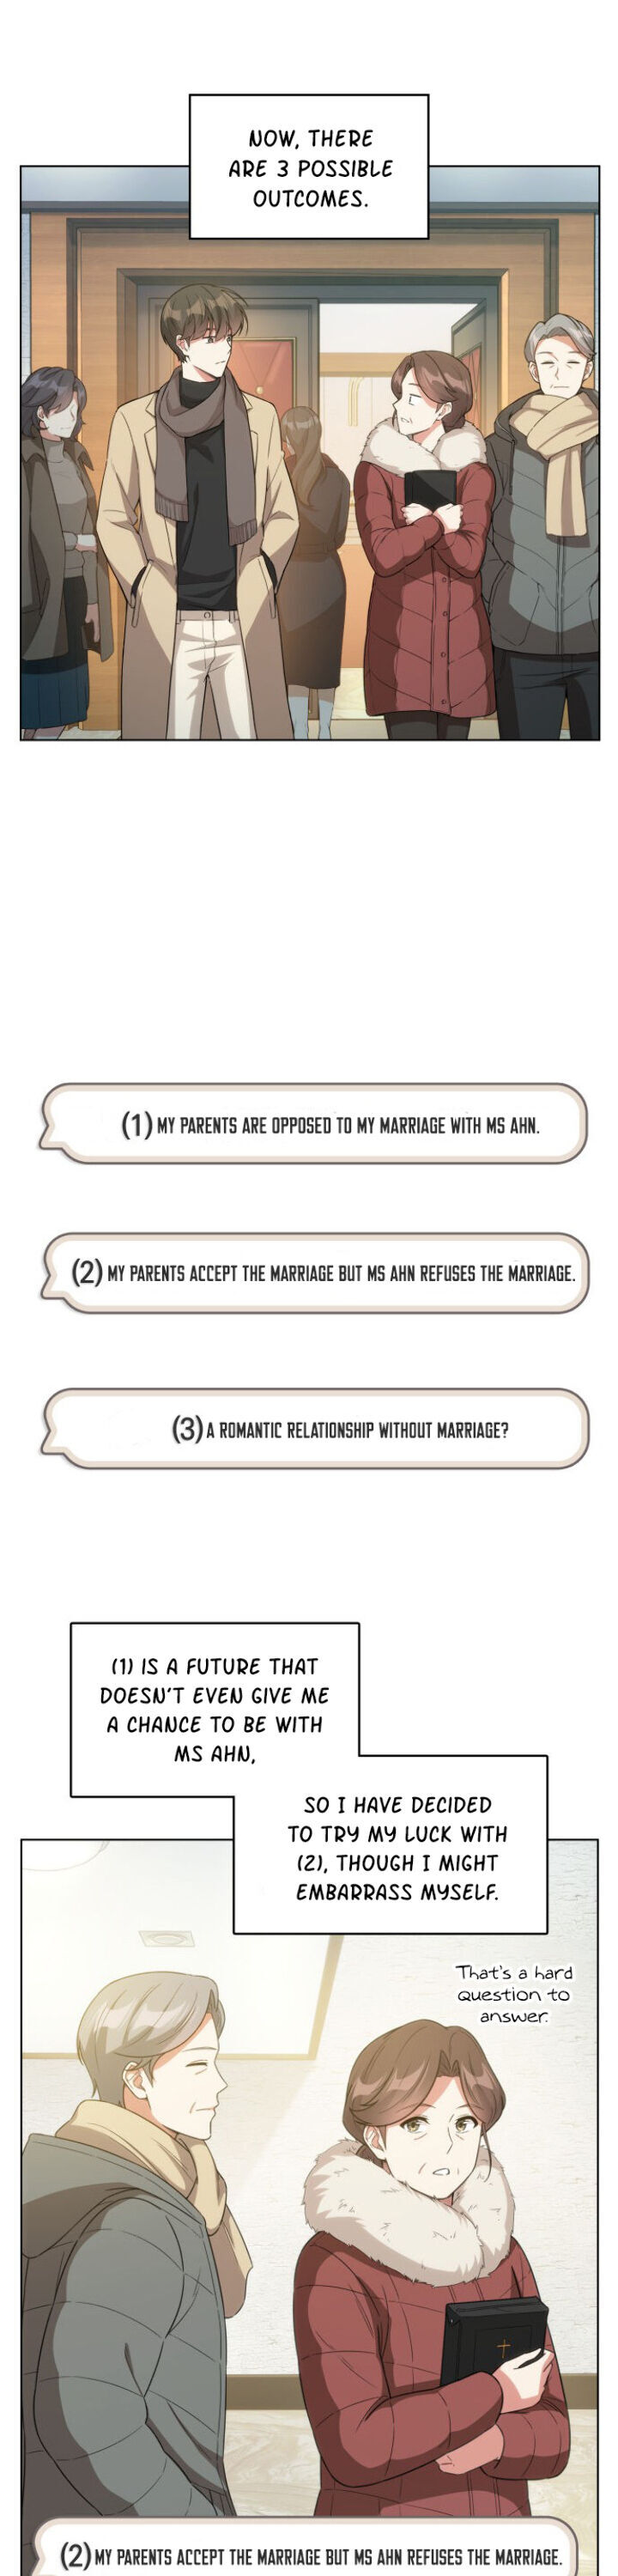 NOW, THERE
ARE 3 POSSIBLE
OUTCOMES.
(1) MY PARENTS ARE OPPOSED TO MY MARRIAGE WITH MS AHN.
(2) MY PARENTS ACCEPT THE MARRIAGE BUT MS AHN REFUSES THE MARRIAGE.
(3) A ROMANTIC RELATIONSHIP WITHOUT MARRIAGE?
(1) IS A FUTURE THAT
DOESN'T EVEN GIVE ME
A CHANCE TO BE WITH
MS AHN,
SO I HAVE DECIDED
TO TRY MY LUCK WITH
(2), THOUGH I MIGHT
EMBARRASS MYSELF.
That's a hard
question to
answer.
(2) MY PARENTS ACCEPT THE MARRIAGE BUT MS AHN REFUSES THE MARRIAGE.